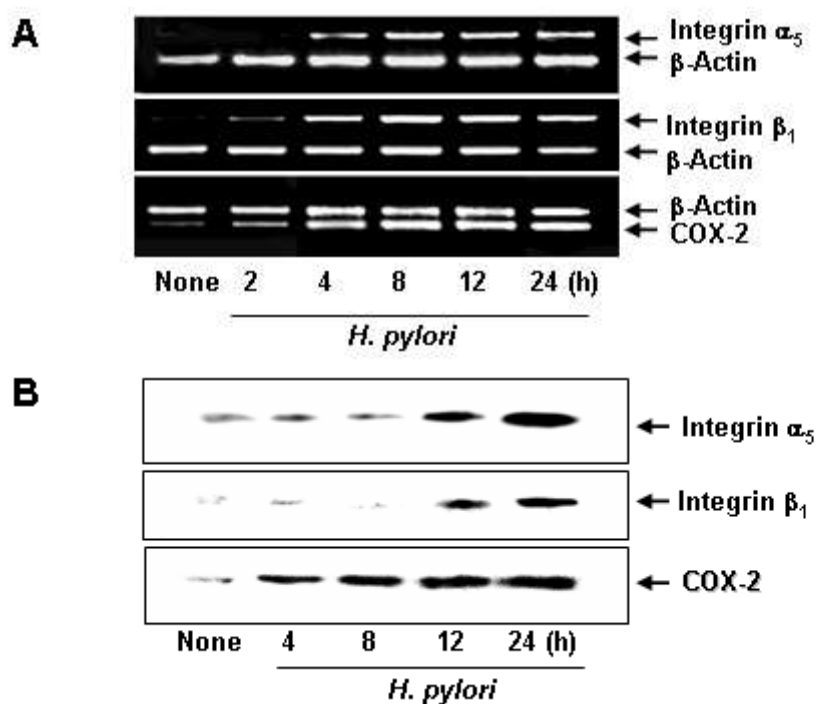 A
Integrin α5
β-Actin
Integrin β1
β-Actin
β-Actin
COX-2
None 2 4 8 12 24 (h)
H. pylori
B
Integrin α5
Integrin β1
COX-2
None 4 8 12 24 (h)
H. pylori